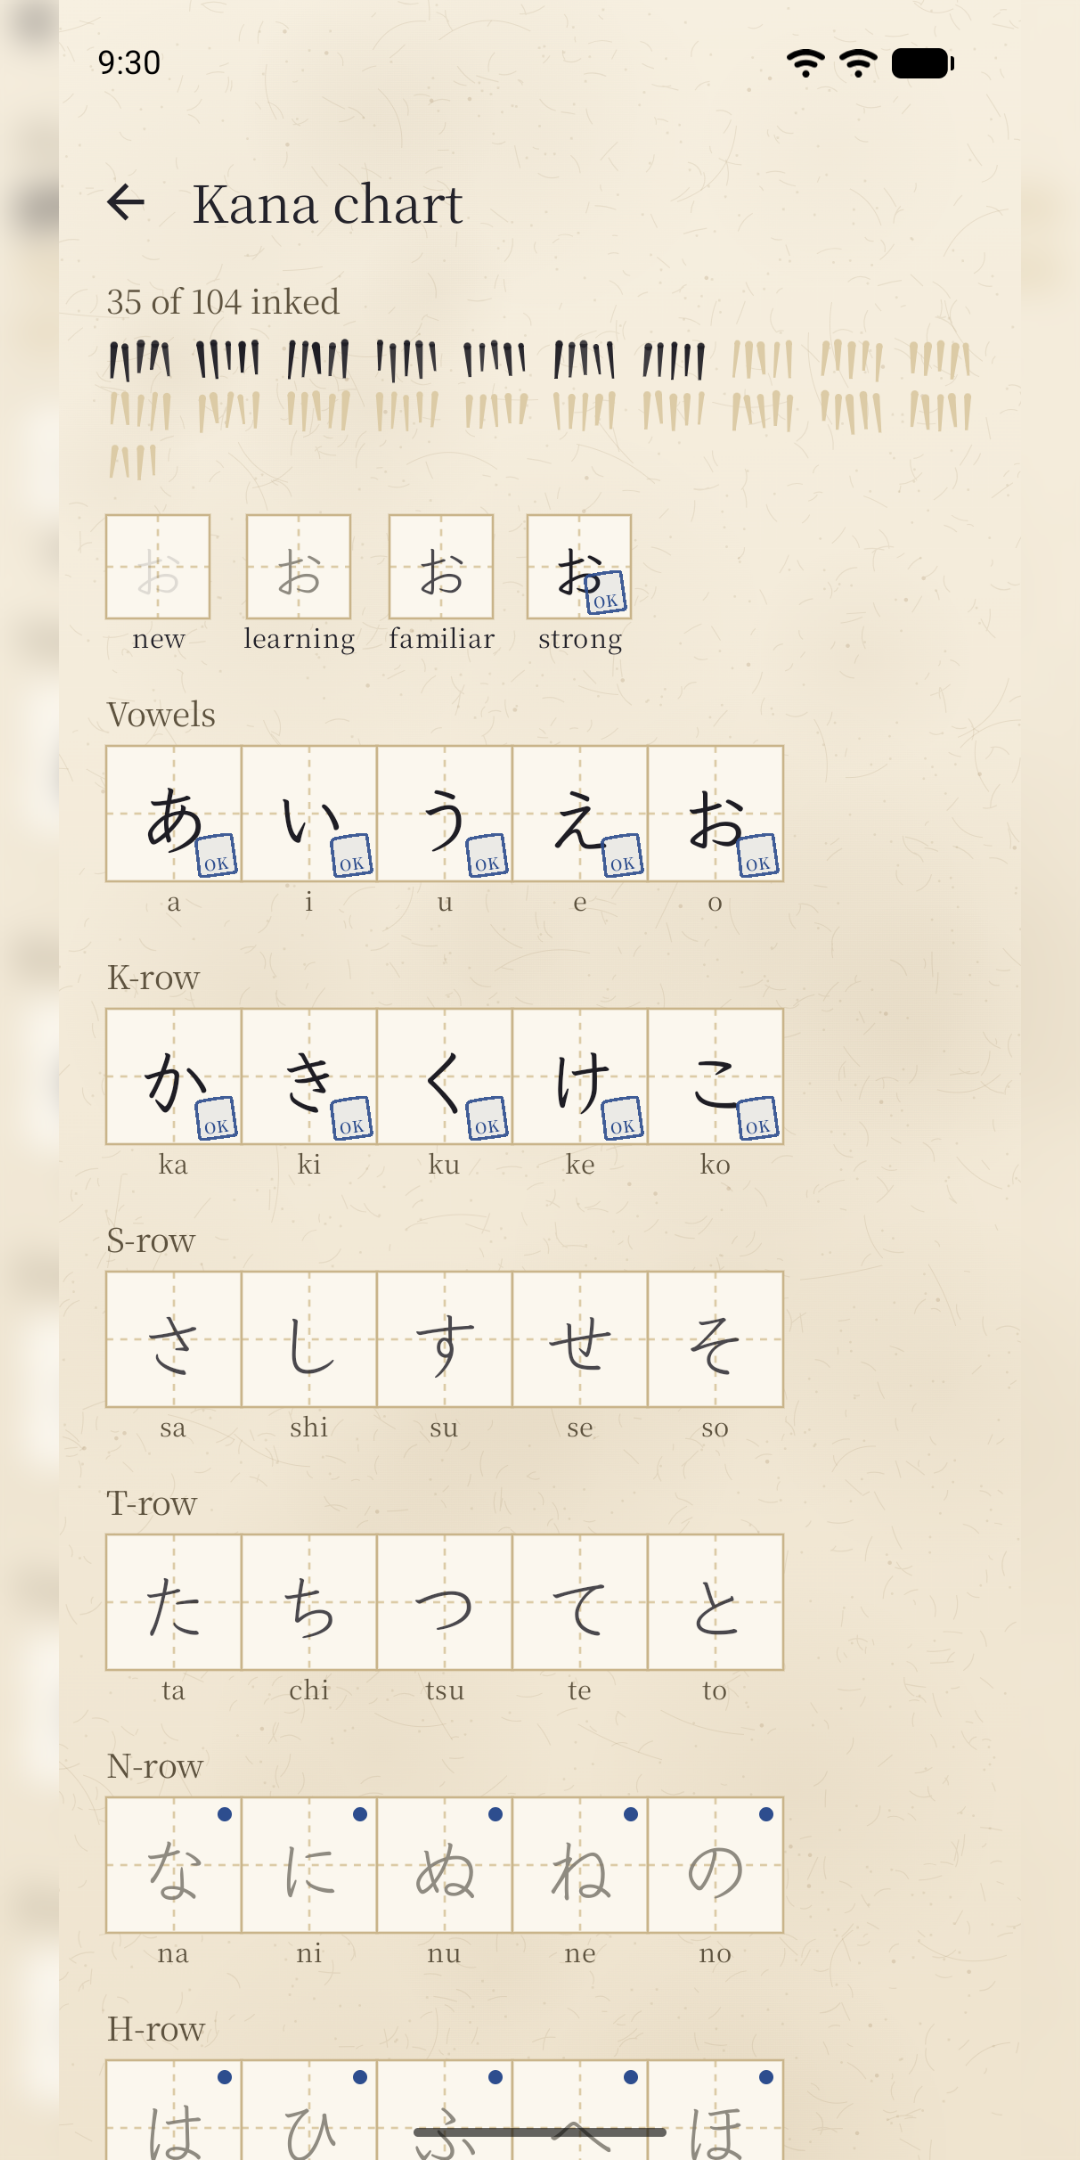 9:30
Kana chart
35 of 104 inked
お お お お OK
new learning familiar strong
Vowels
あ OK い OK う OK え OK お OK
a i u e o
K-row
か OK き OK く OK け OK こ OK
ka ki ku ke ko
S-row
さ し す せ そ
sa shi su se so
T-row
た ち つ て と
ta chi tsu te to
N-row
な に ぬ ね の
na ni nu ne no
H-row
は ひ ふ へ ほ